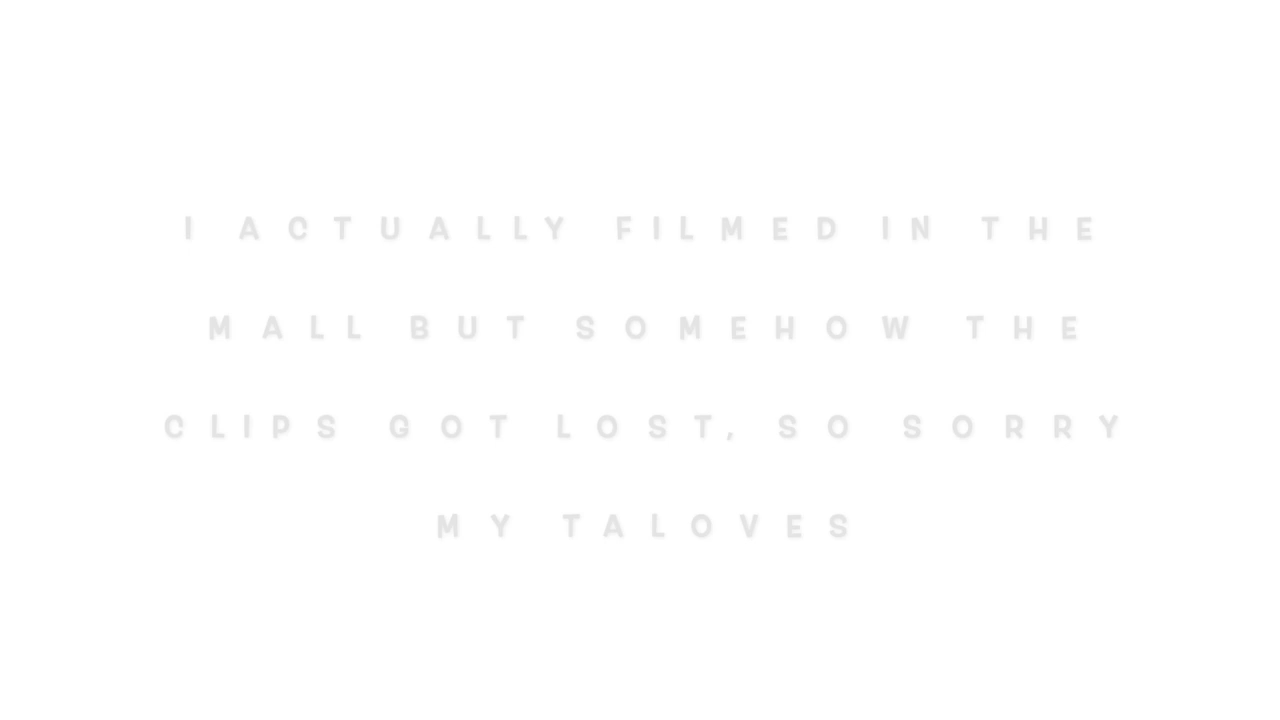 I ACTUALLY FILMED IN THE
MALL BUT SOMEHOW THE
CLIPS GOT LOST, SO SORRY
MY TALOVES